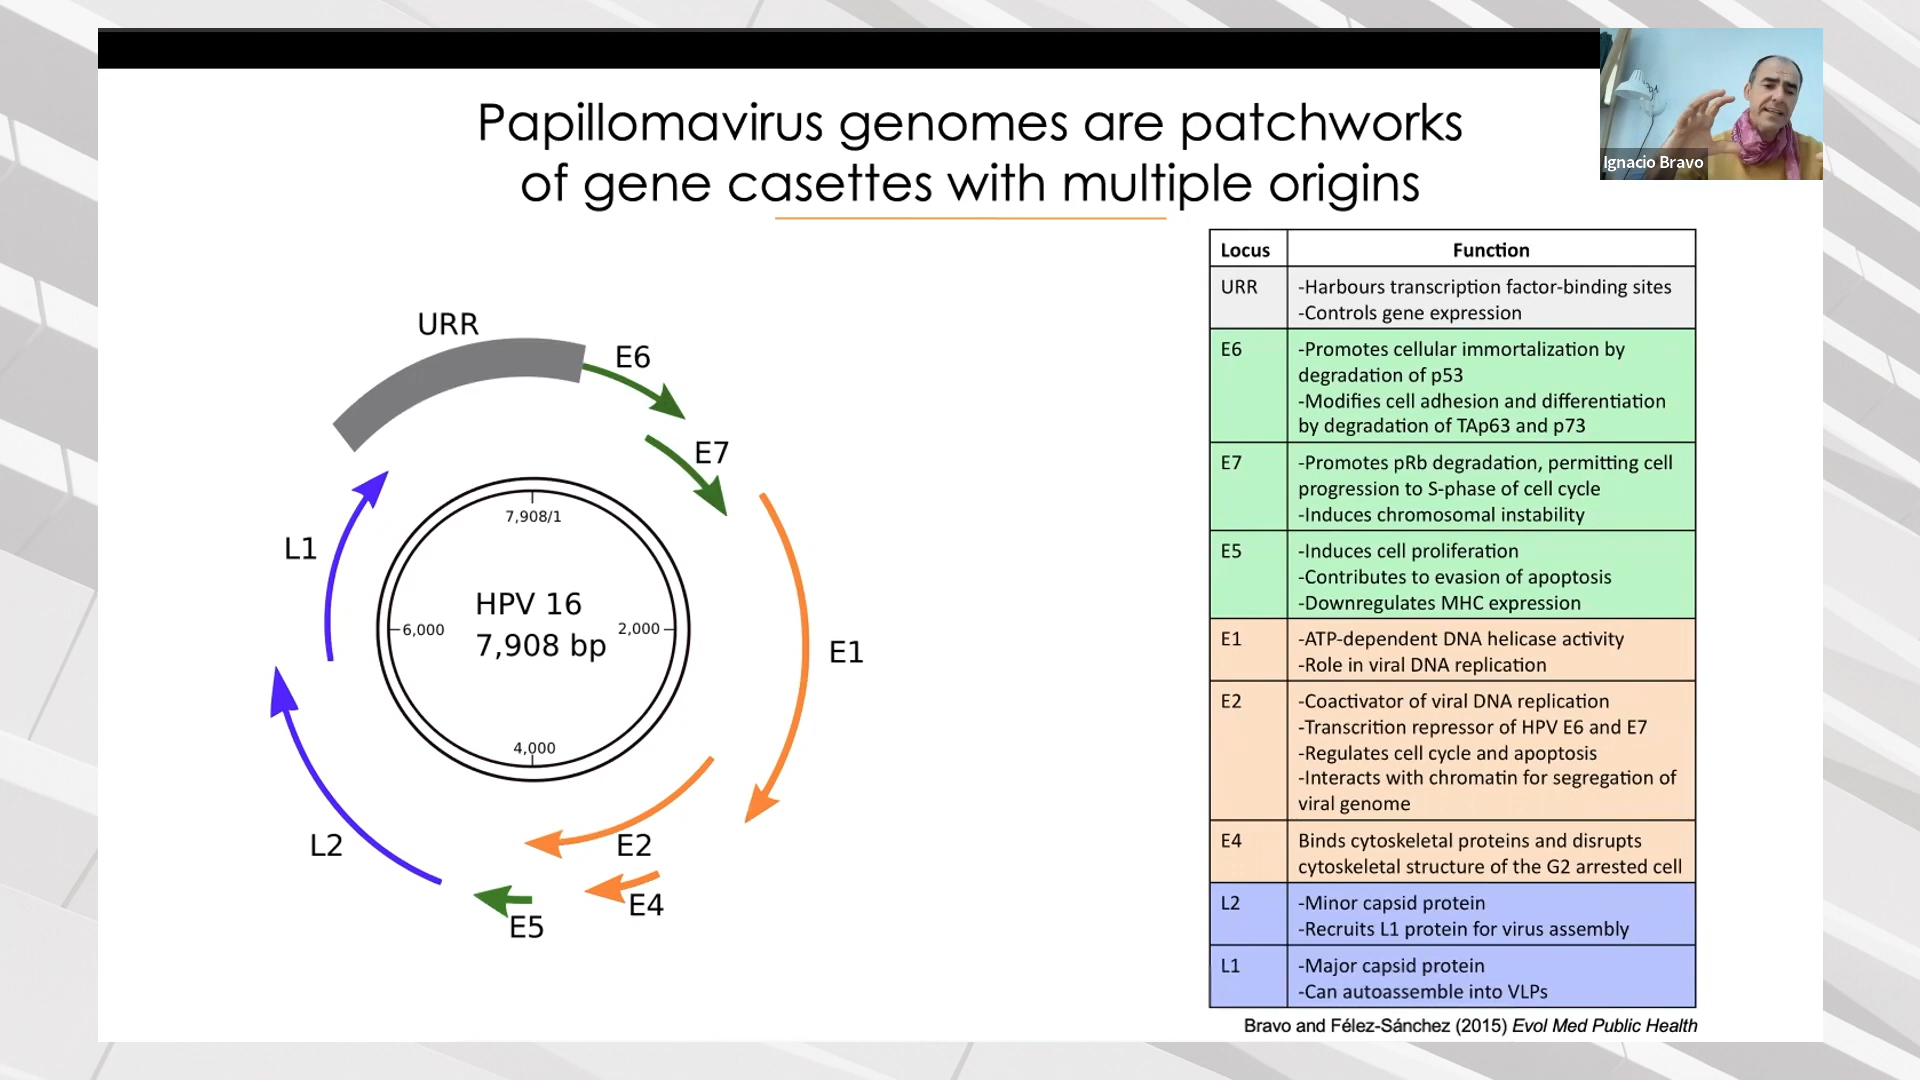 Papillomavirus genomes are patchworks
of gene casettes with multiple origins
Ignacio Bravo
URR
E6
E7
L1
7,908/1
HPV 16
7,908 bp
6,000
2,000
4,000
E1
L2
E2
E4
E5
Locus Function
URR -Harbours transcription factor-binding sites
-Controls gene expression
E6 -Promotes cellular immortalization by
degradation of p53
-Modifies cell adhesion and differentiation
by degradation of TAp63 and p73
E7 -Promotes pRb degradation, permitting cell
progression to S-phase of cell cycle
-Induces chromosomal instability
E5 -Induces cell proliferation
-Contributes to evasion of apoptosis
-Downregulates MHC expression
E1 -ATP-dependent DNA helicase activity
-Role in viral DNA replication
E2 -Coactivator of viral DNA replication
-Transcrition repressor of HPV E6 and E7
-Regulates cell cycle and apoptosis
-Interacts with chromatin for segregation of
viral genome
E4 Binds cytoskeletal proteins and disrupts
cytoskeletal structure of the G2 arrested cell
L2 -Minor capsid protein
-Recruits L1 protein for virus assembly
L1 -Major capsid protein
-Can autoassemble into VLPs
Bravo and Félez-Sánchez (2015) Evol Med Public Health